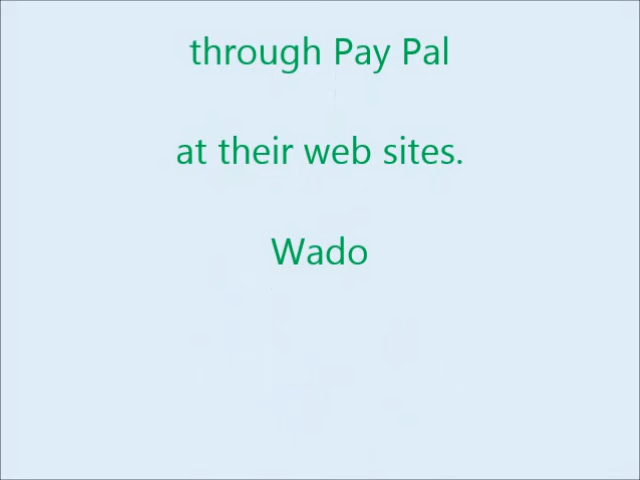 through Pay Pal
at their web sites.
Wado